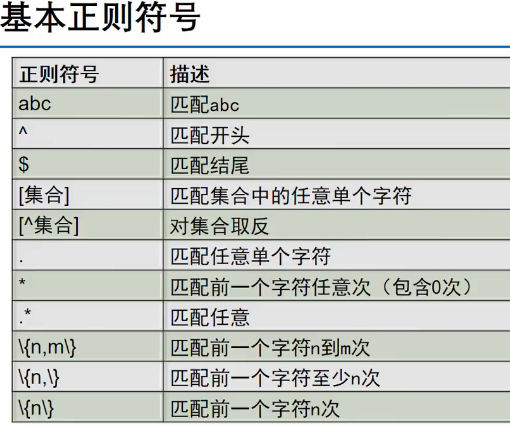 基本正则符号
正则符号 描述
abc 匹配abc
^ 匹配开头
$ 匹配结尾
[集合] 匹配集合中的任意单个字符
[^集合] 对集合取反
. 匹配任意单个字符
* 匹配前一个字符任意次（包含0次）
.* 匹配任意
\{n,m\} 匹配前一个字符n到m次
\{n,\} 匹配前一个字符至少n次
\{n\} 匹配前一个字符n次